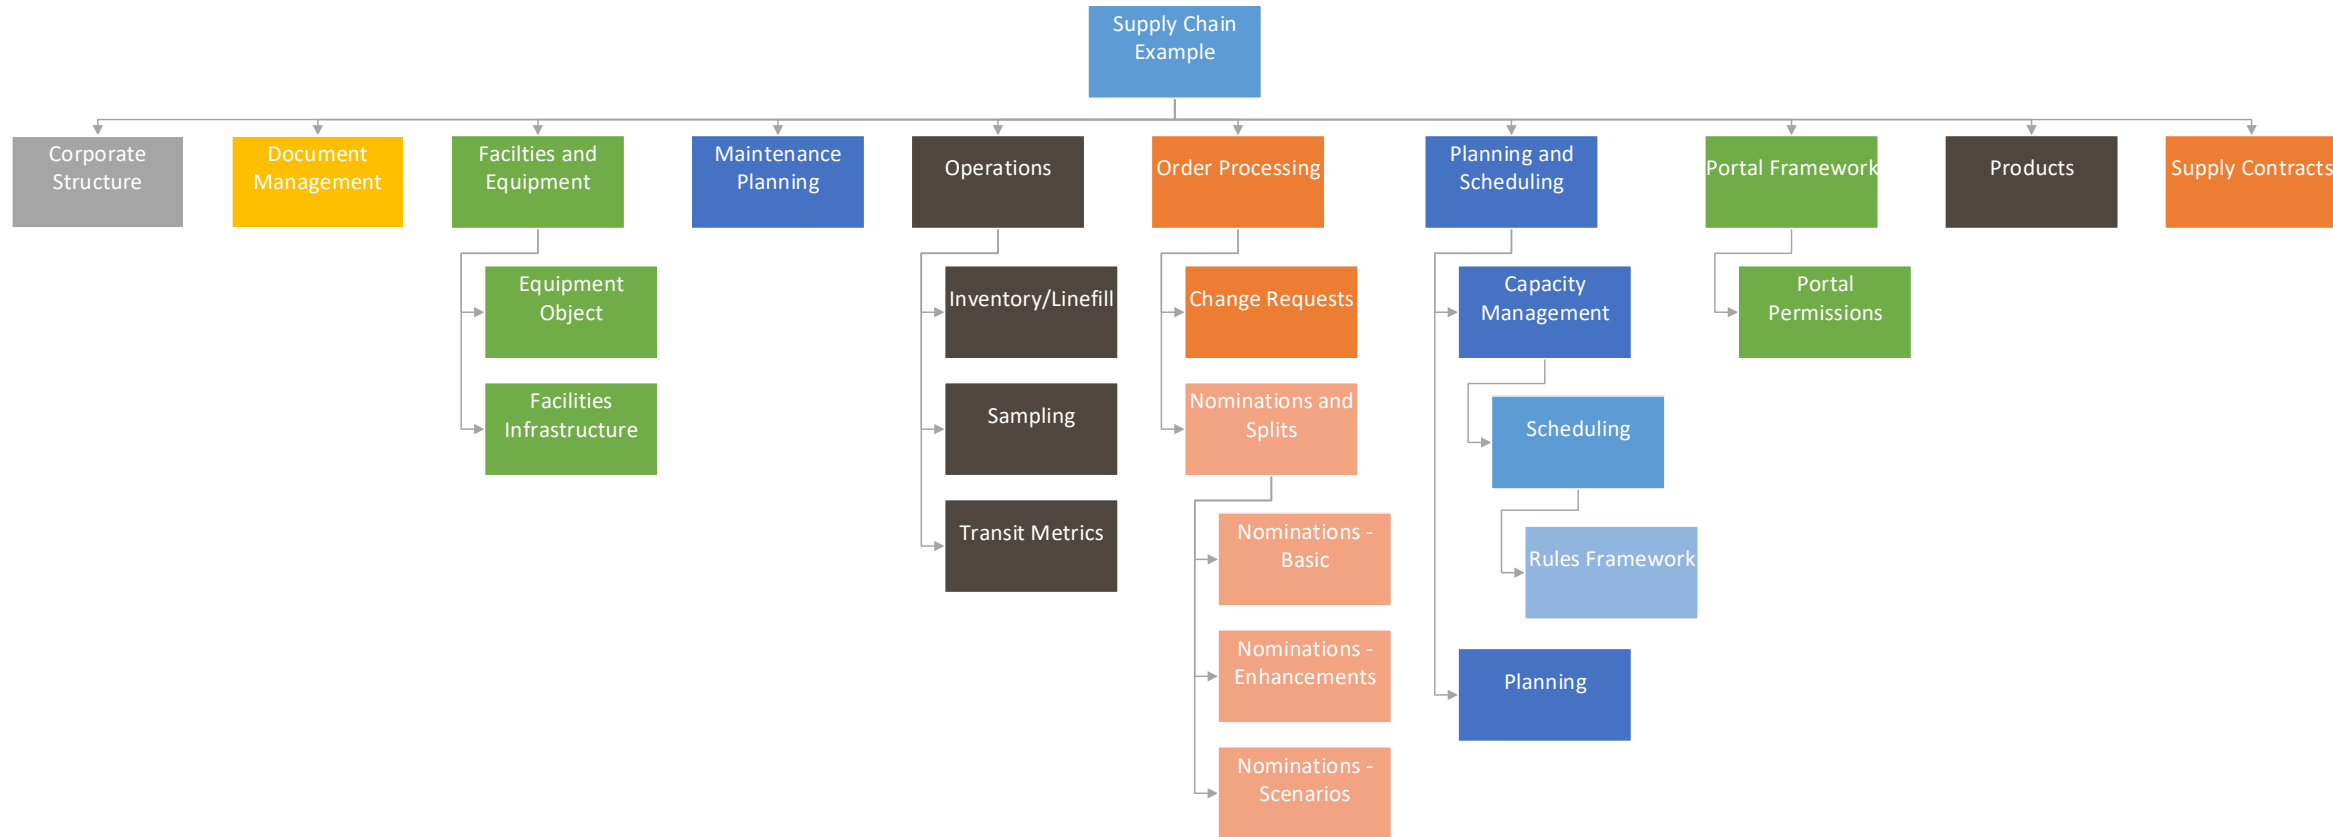 Supply Chain
Example
Corporate
Structure
Document
Management
Facilties and
Equipment
Maintenance
Planning
Operations
Order Processing
Planning and
Scheduling
Portal Framework
Products
Supply Contracts
Equipment
Object
Facilities
Infrastructure
Inventory/Linefill
Sampling
Transit Metrics
Change Requests
Nominations and
Splits
Nominations -
Basic
Nominations -
Enhancements
Nominations -
Scenarios
Capacity
Management
Scheduling
Rules Framework
Planning
Portal
Permissions